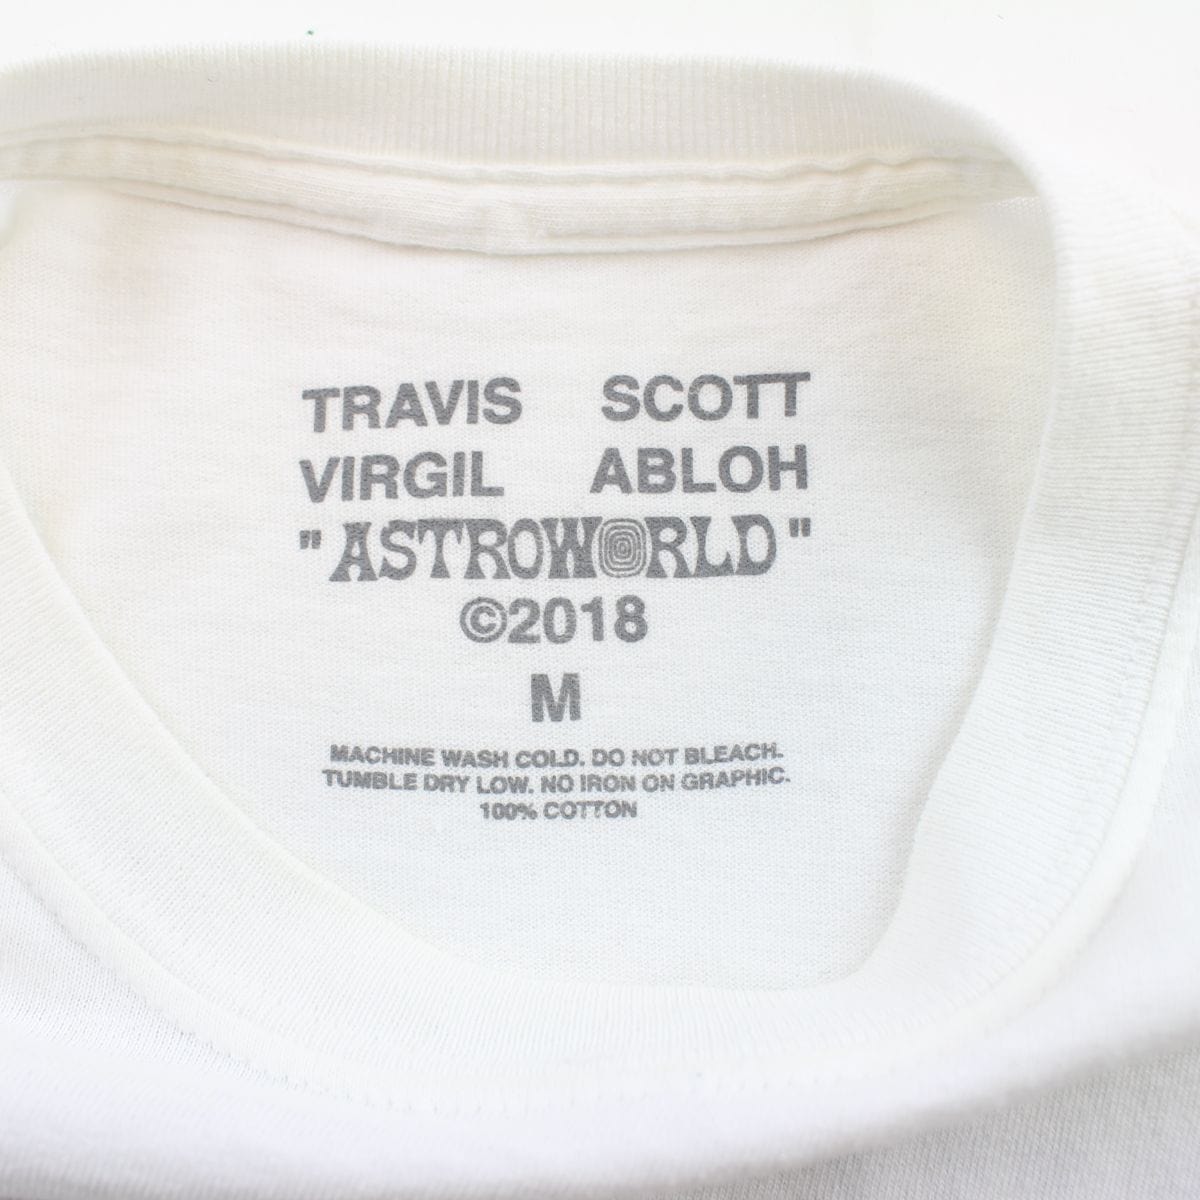 TRAVIS SCOTT
VIRGIL ABLOH
"ASTROWORLD"
©2018
M
MACHINE WASH COLD. DO NOT BLEACH.
TUMBLE DRY LOW. NO IRON ON GRAPHIC.
100% COTTON